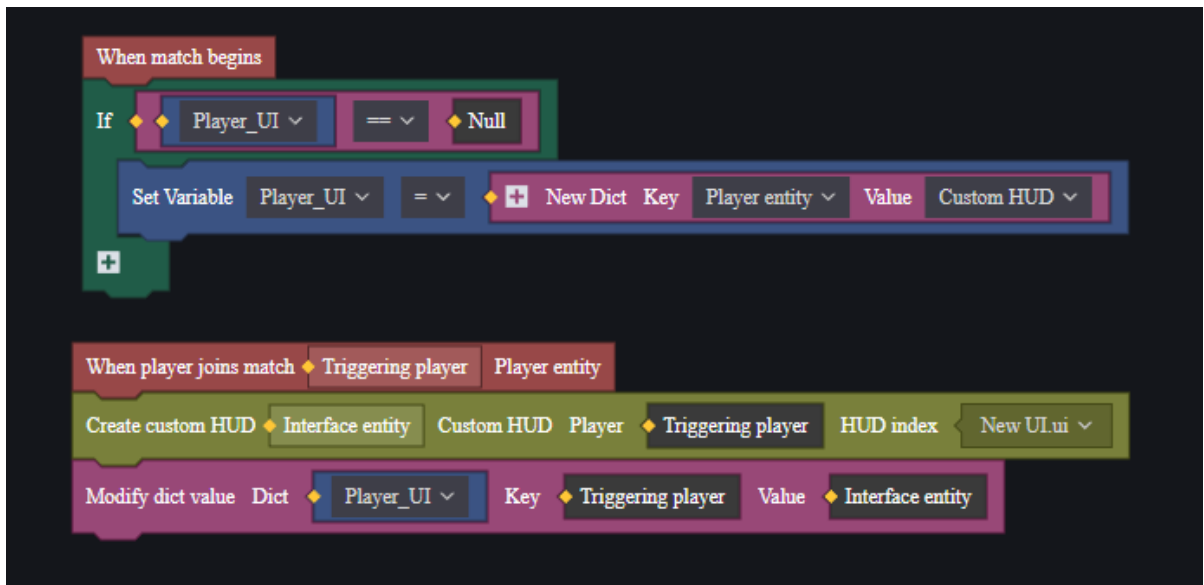 When match begins
If Player_UI == Null
Set Variable Player_UI = New Dict Key Player entity Value Custom HUD
When player joins match Triggering player Player entity
Create custom HUD Interface entity Custom HUD Player Triggering player HUD index New UI.ui
Modify dict value Dict Player_UI Key Triggering player Value Interface entity